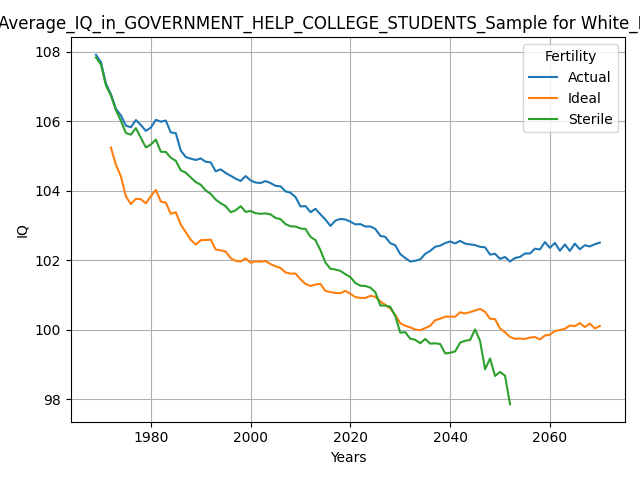 Average_IQ_in_GOVERNMENT_HELP_COLLEGE_STUDENTS_Sample for White_
Fertility
Actual
Ideal
Sterile
108
106
104
102
100
98
IQ
1980
2000
2020
2040
2060
Years